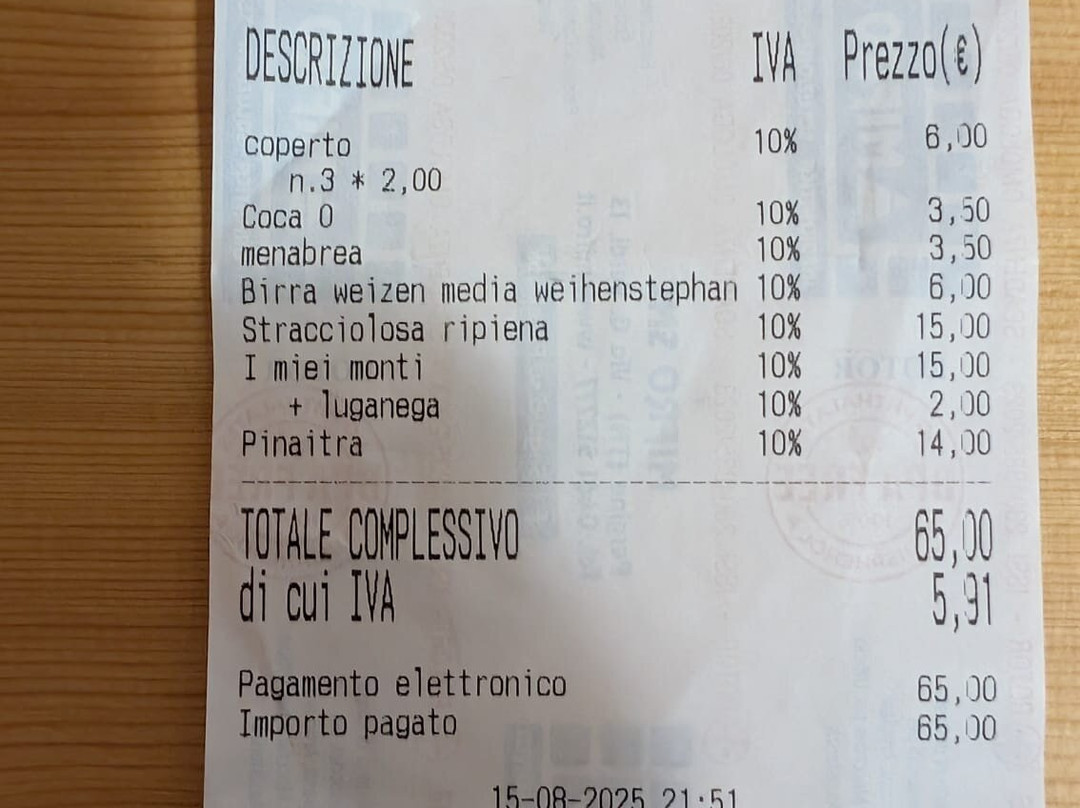 DESCRIZIONE IVA Prezzo(€)
coperto 10% 6,00
n.3 * 2,00
Coca 0 10% 3,50
menabrea 10% 3,50
Birra weizen media weihenstephan 10% 6,00
Stracciolosa ripiena 10% 15,00
I miei monti 10% 15,00
+ luganega 10% 2,00
Pinaitra 10% 14,00
TOTALE COMPLESSIVO 65,00
di cui IVA 5,91
Pagamento elettronico 65,00
Importo pagato 65,00
15-08-2025 21:51